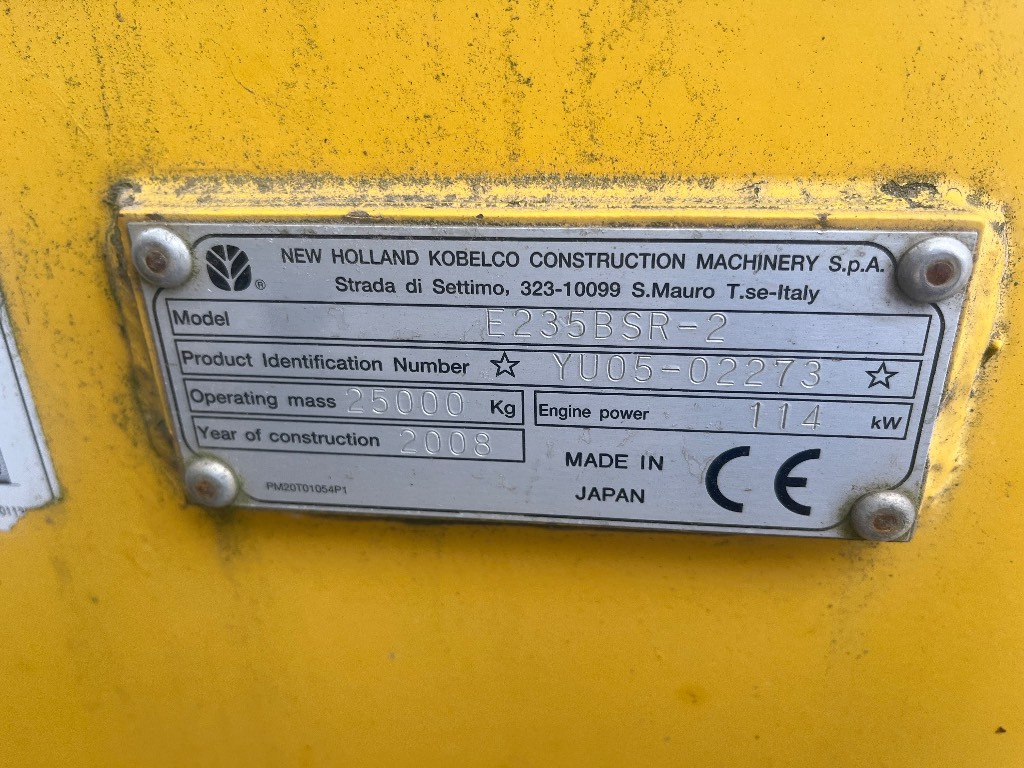 NEW HOLLAND KOBELCO CONSTRUCTION MACHINERY S.p.A.
®
Strada di Settimo, 323-10099 S.Mauro T.se-Italy
Model E235BSR-2
Product Identification Number ☆ YU05-02273 ☆
Operating mass 25000 Kg Engine power 114 kW
Year of construction 2008
MADE IN
JAPAN
CE
PM20T01054P1